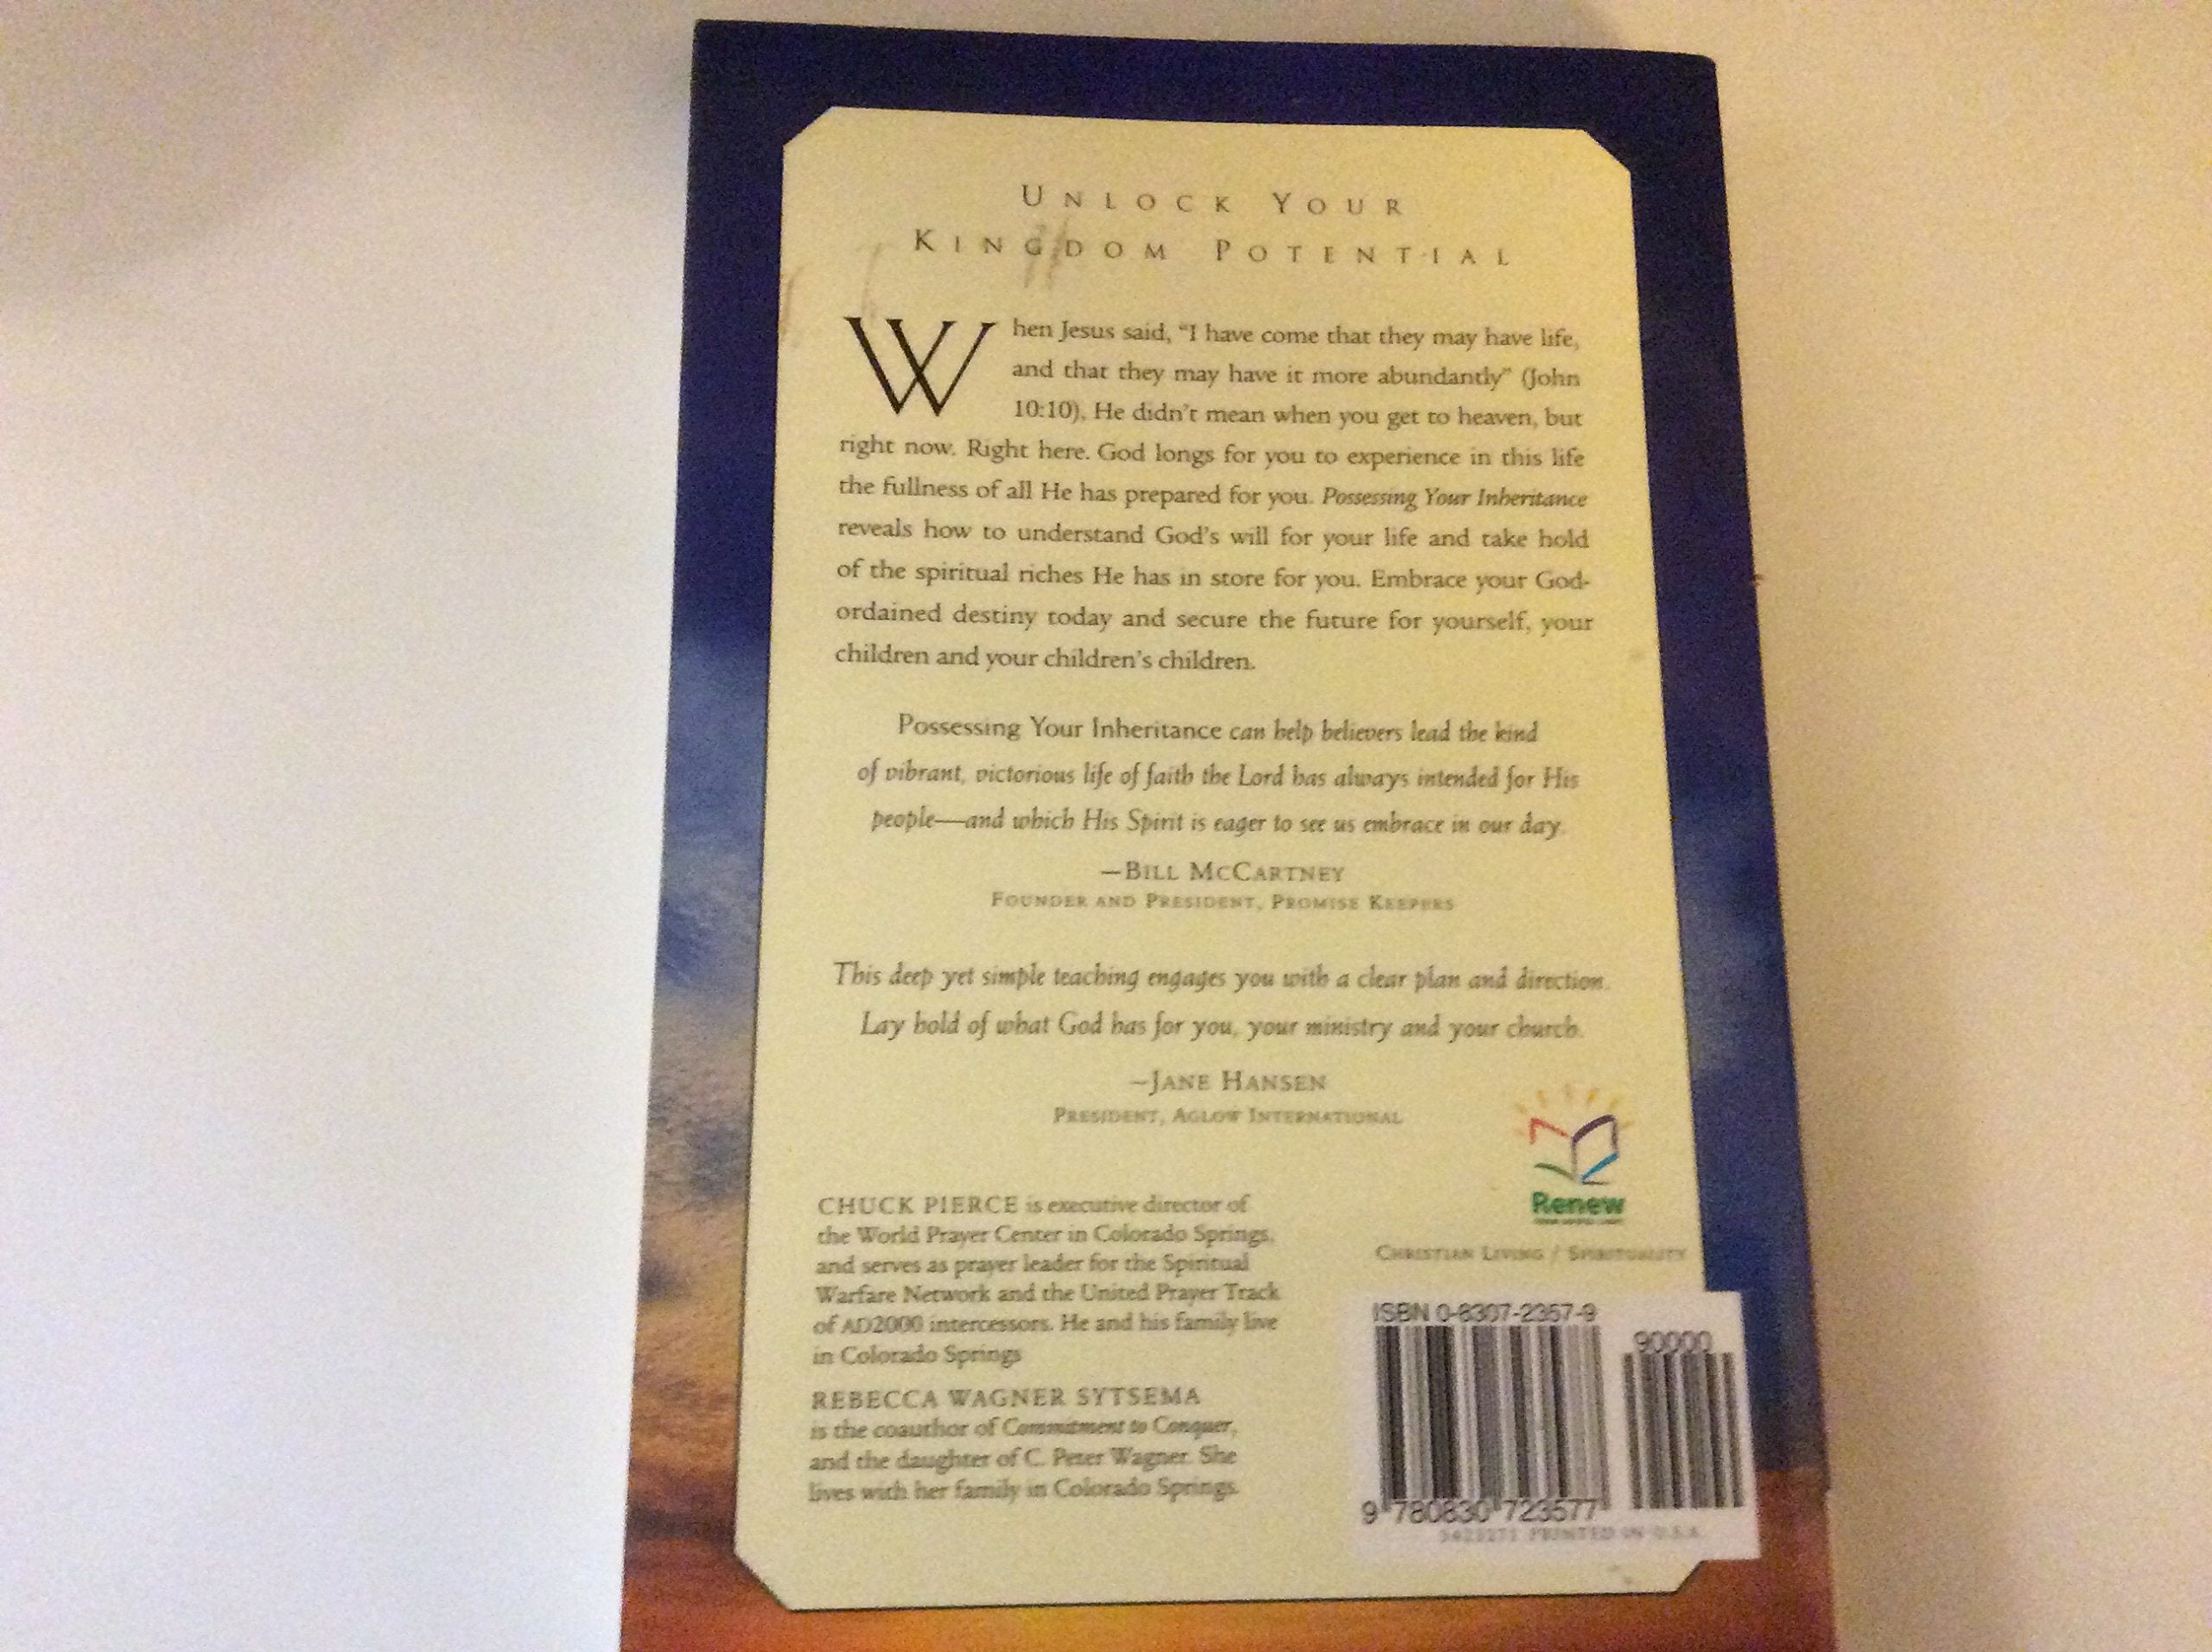 UNLOCK YOUR
KINGDOM POTENTIAL
When Jesus said, “I have come that they may have life,
and that they may have it more abundantly” (John
10:10), He didn't mean when you get to heaven, but
right now. Right here. God longs for you to experience in this life
the fullness of all He has prepared for you. Possessing Your Inheritance
reveals how to understand God's will for your life and take hold
of the spiritual riches He has in store for you. Embrace your God-
ordained destiny today and secure the future for yourself, your
children and your children's children.
Possessing Your Inheritance can help believers lead the kind
of vibrant, victorious life of faith the Lord has always intended for His
people—and which His Spirit is eager to see us embrace in our day.
—BILL MCCARTNEY
FOUNDER AND PRESIDENT, PROMISE KEEPERS
This deep yet simple teaching engages you with a clear plan and direction.
Lay hold of what God has for you, your ministry and your church.
—JANE HANSEN
PRESIDENT, AGLOW INTERNATIONAL
Renew
CHRISTIAN LIVING / SPIRITUALITY
CHUCK PIERCE is executive director of
the World Prayer Center in Colorado Springs,
and serves as prayer leader for the Spiritual
Warfare Network and the United Prayer Track
of AD2000 intercessors. He and his family live
in Colorado Springs
REBECCA WAGNER SYTSEMA
is the coauthor of Commitment to Conquer,
and the daughter of C. Peter Wagner. She
lives with her family in Colorado Springs.
ISBN 0-8307-2357-9
90000
9 780830 723577
PRINTED IN U.S.A.